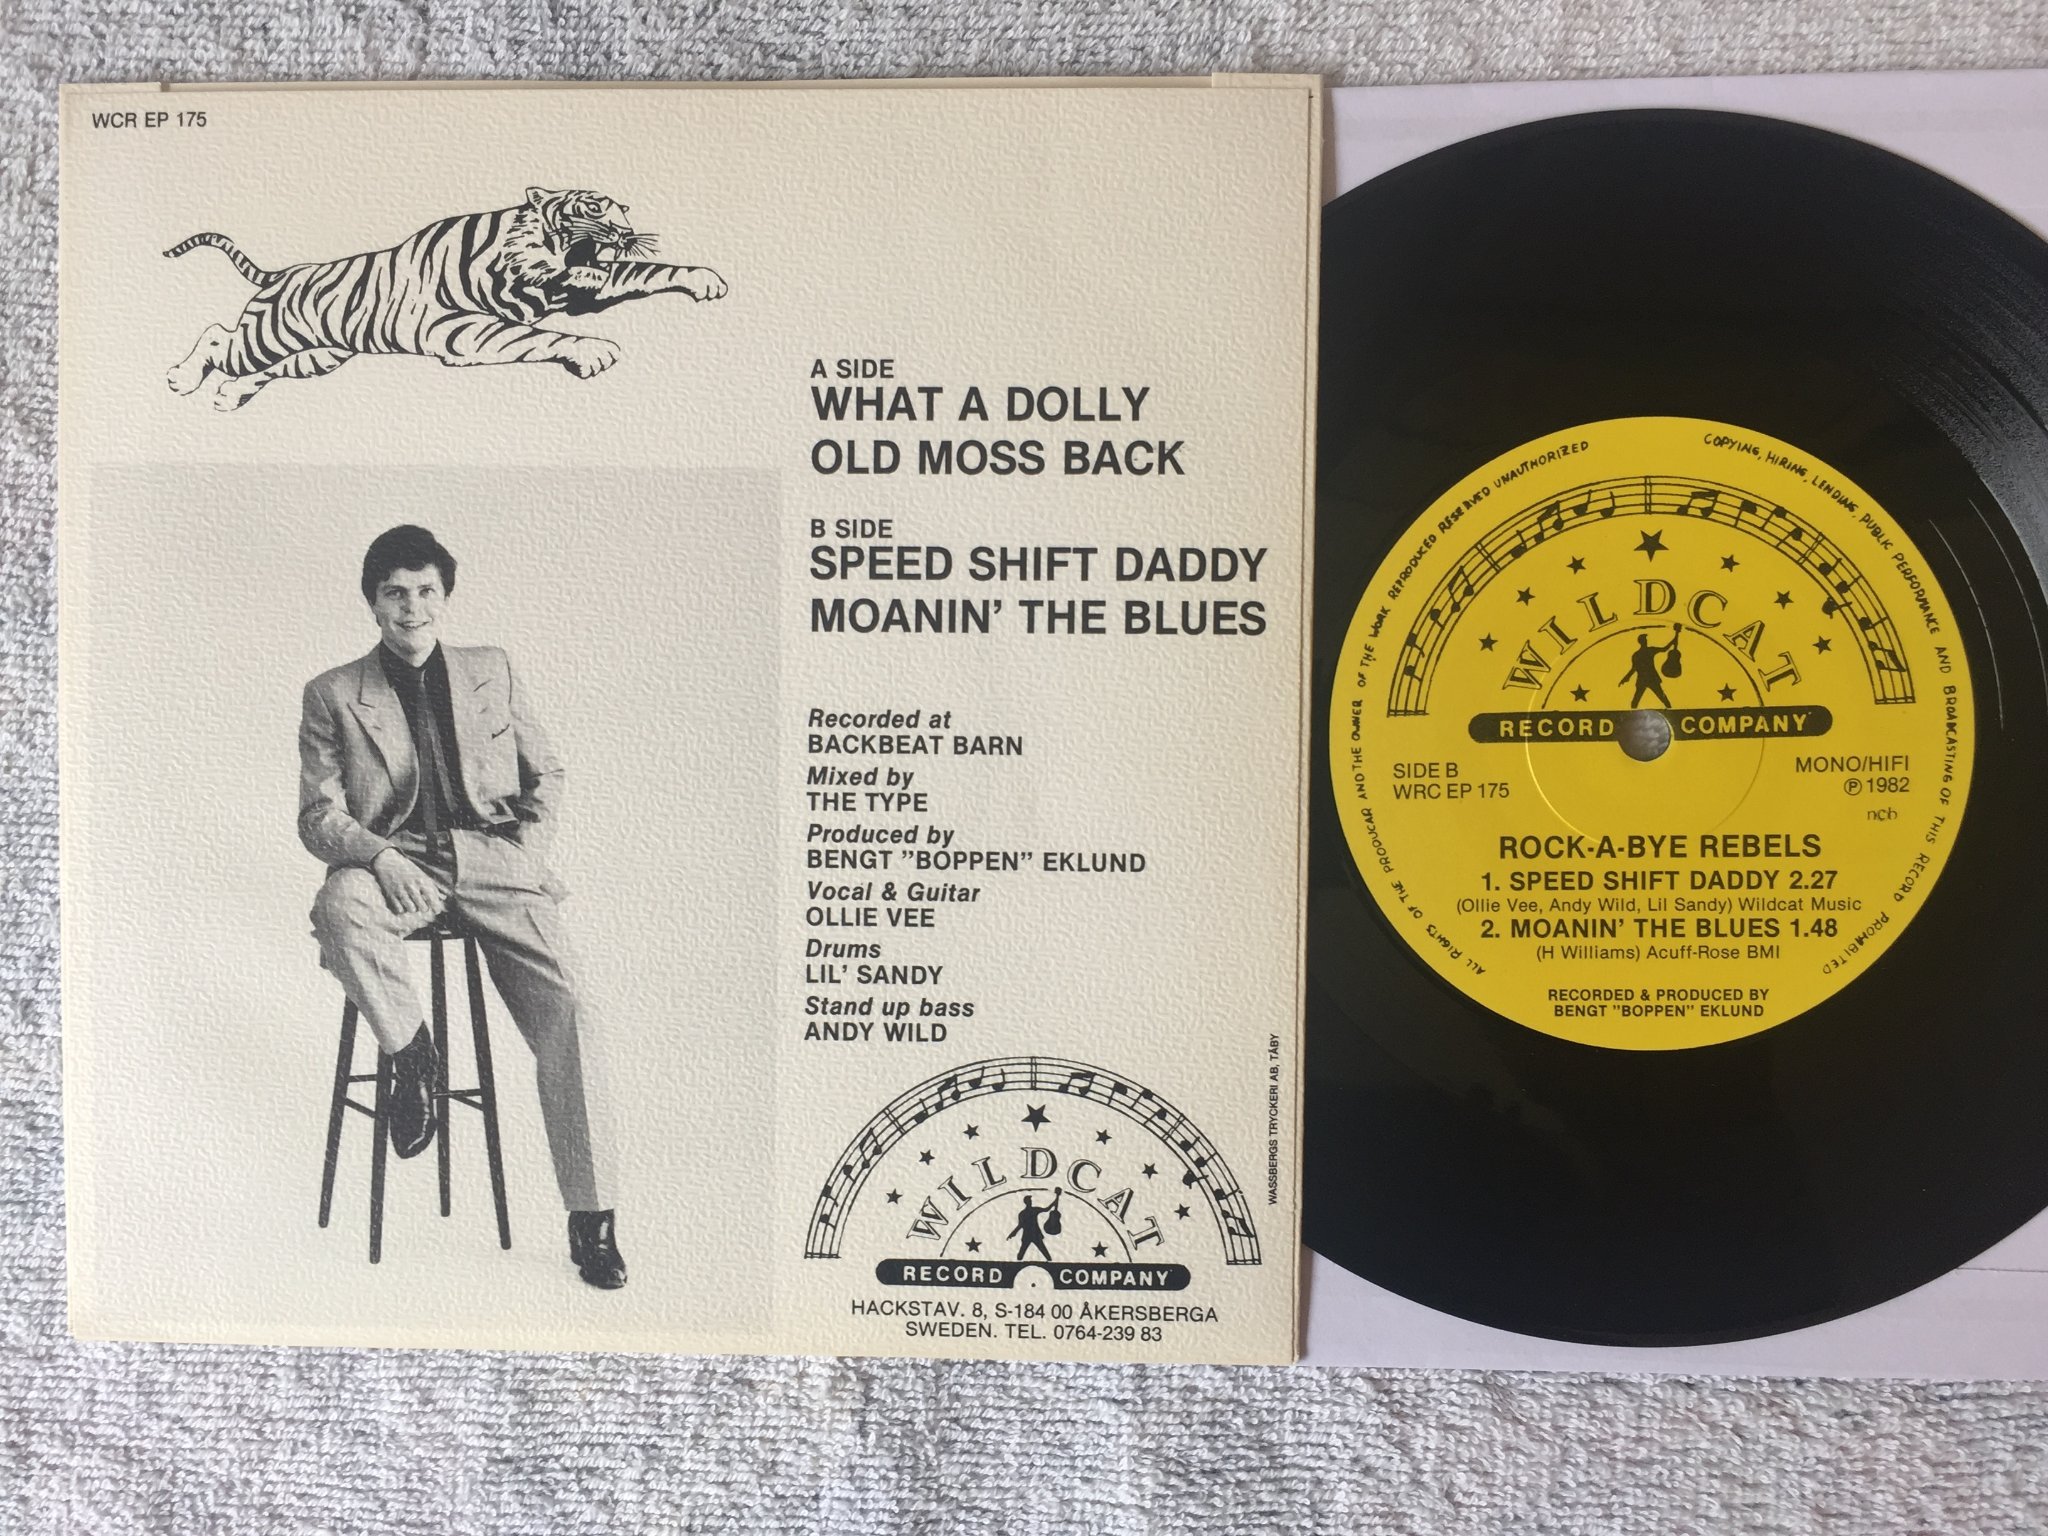 WCR EP 175
A SIDE
WHAT A DOLLY
OLD MOSS BACK
B SIDE
SPEED SHIFT DADDY
MOANIN' THE BLUES
Recorded at
BACKBEAT BARN
Mixed by
THE TYPE
Produced by
BENGT ”BOPPEN” EKLUND
Vocal & Guitar
OLLIE VEE
Drums
LIL' SANDY
Stand up bass
ANDY WILD
WASSBERGS TRYCKERI AB, TÄBY
WILDCAT
RECORD COMPANY
HACKSTAV. 8, S-184 00 ÅKERSBERGA
SWEDEN. TEL. 0764-239 83
ALL RIGHTS OF THE PRODUCAR AND THE OWNER OF THE WORK REPRODUCED RESERVED UNAUTHORIZED COPYING, HIRING, LENDING, PUBLIC PERFORMANCE AND BROADCASTING OF THIS RECORD PROHIBITED
WILDCAT
RECORD COMPANY
SIDE B
WRC EP 175
MONO/HIFI
℗ 1982
ncb
ROCK-A-BYE REBELS
1. SPEED SHIFT DADDY 2.27
(Ollie Vee, Andy Wild, Lil Sandy) Wildcat Music
2. MOANIN' THE BLUES 1.48
(H Williams) Acuff-Rose BMI
RECORDED & PRODUCED BY
BENGT ”BOPPEN” EKLUND